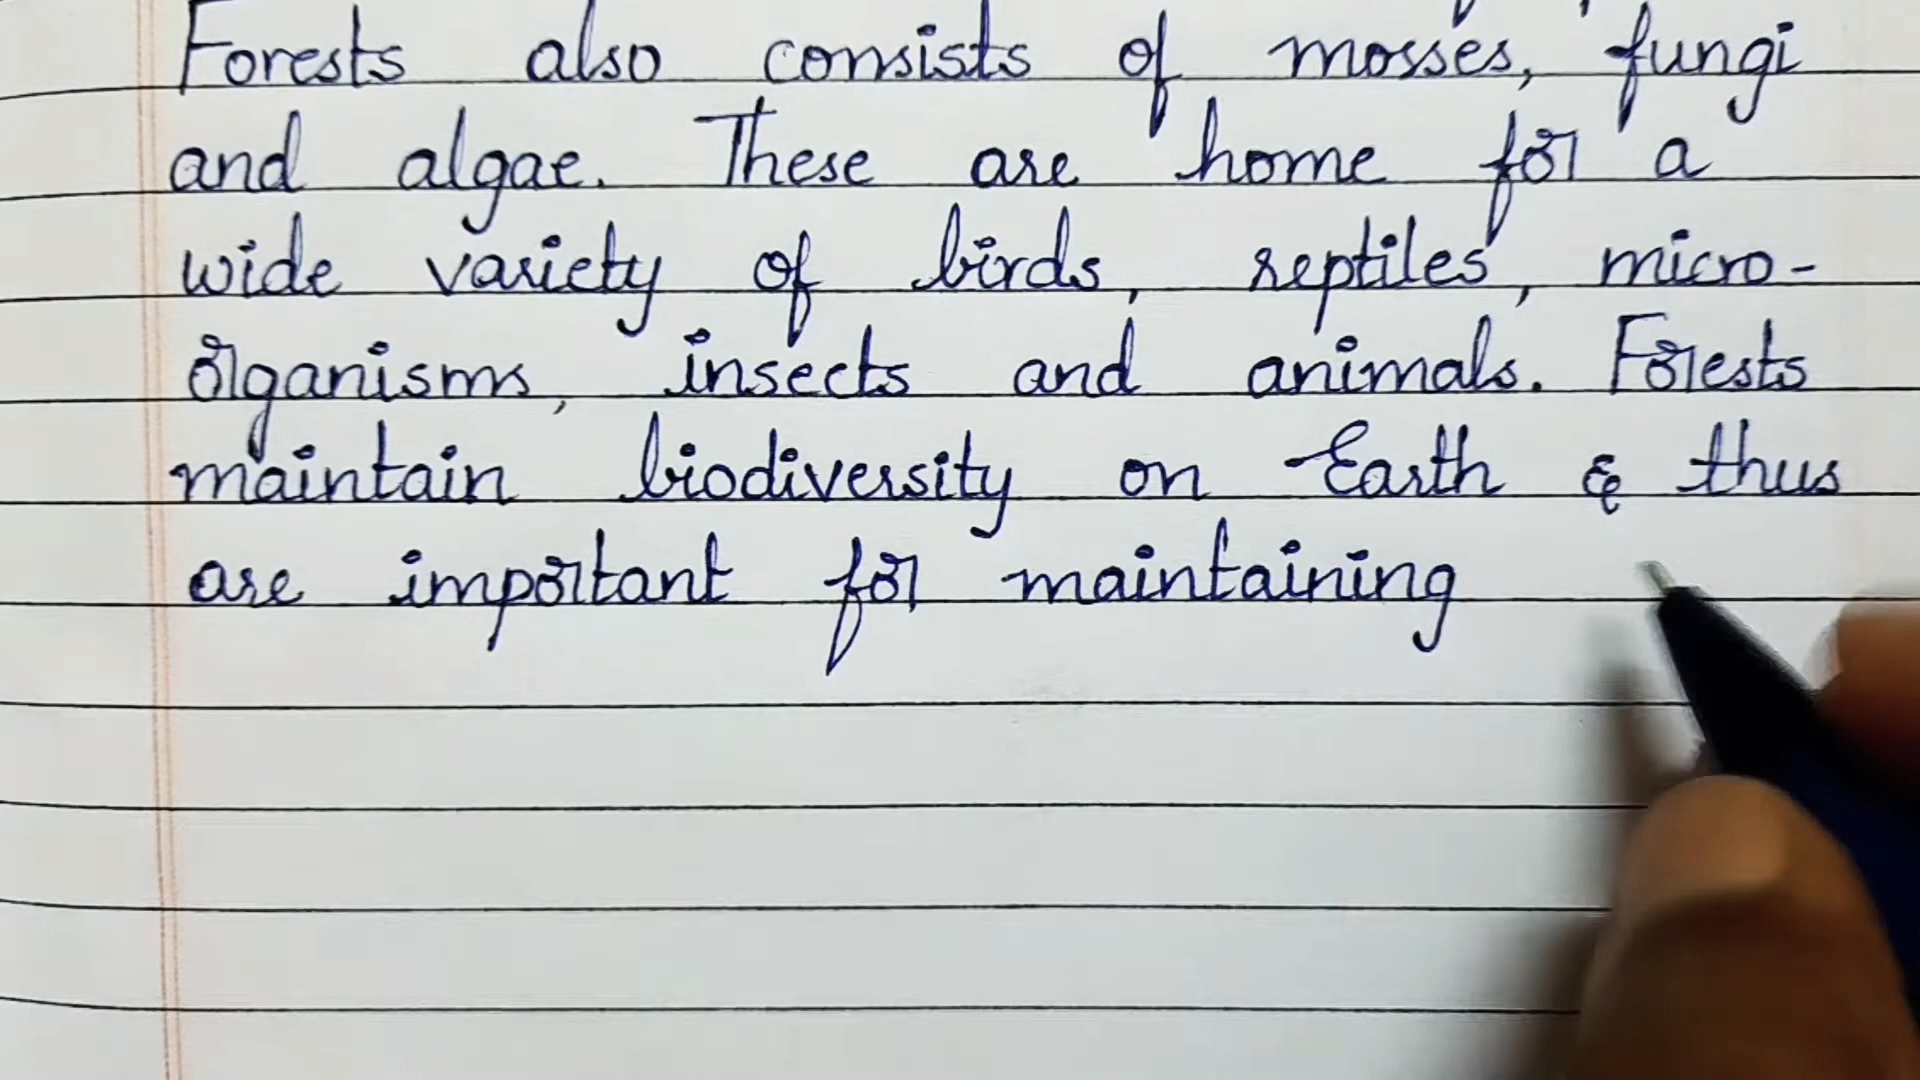 Forests also consists of mosses, fungi
and algae. These are home for a
wide variety of birds, reptiles, micro-
organisms, insects and animals. Forests
maintain biodiversity on Earth & thus
are important for maintaining